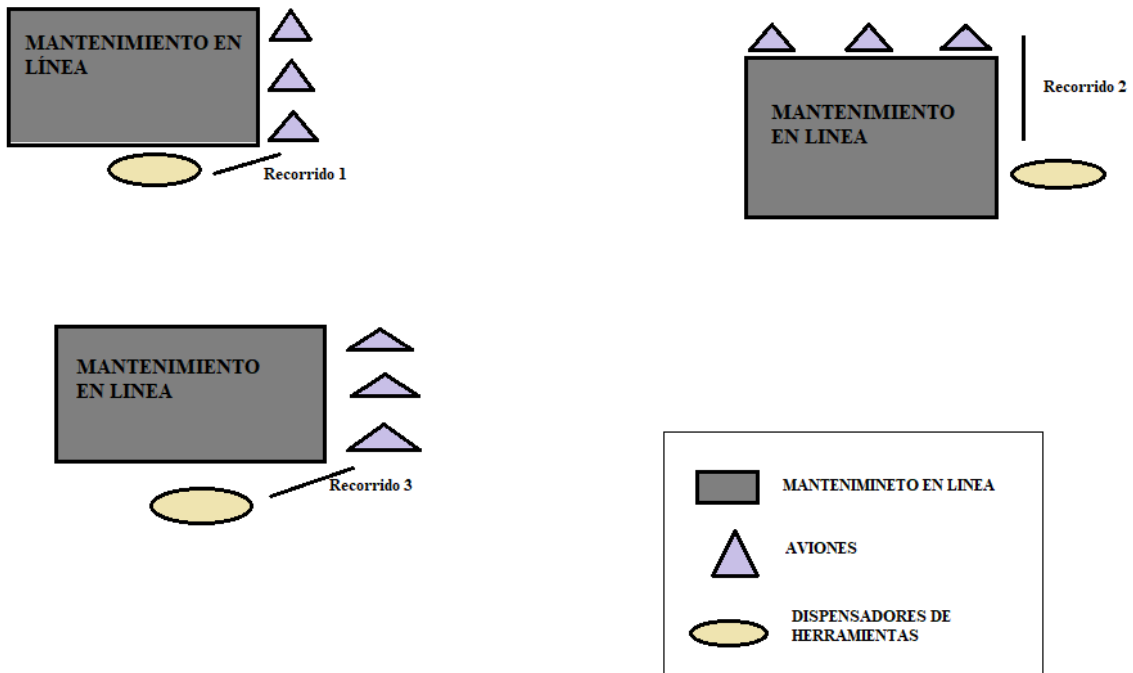 MANTENIMIENTO EN
LÍNEA
Recorrido 1
MANTENIMIENTO
EN LINEA
Recorrido 2
MANTENIMIENTO
EN LINEA
Recorrido 3
MANTENIMINETO EN LINEA
AVIONES
DISPENSADORES DE
HERRAMIENTAS